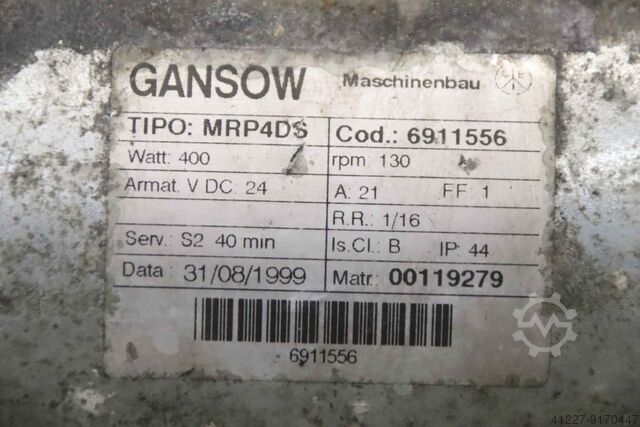 GANSOW Maschinenbau
TIPO: MRP4DS Cod.: 6911556
Watt: 400 rpm: 130
Armat. V DC: 24 A: 21 FF: 1
R.R.: 1/16
Serv.: S2 40 min Is.Cl.: B IP: 44
Data : 31/08/1999 Matr: 00119279
6911556
41227-9170447